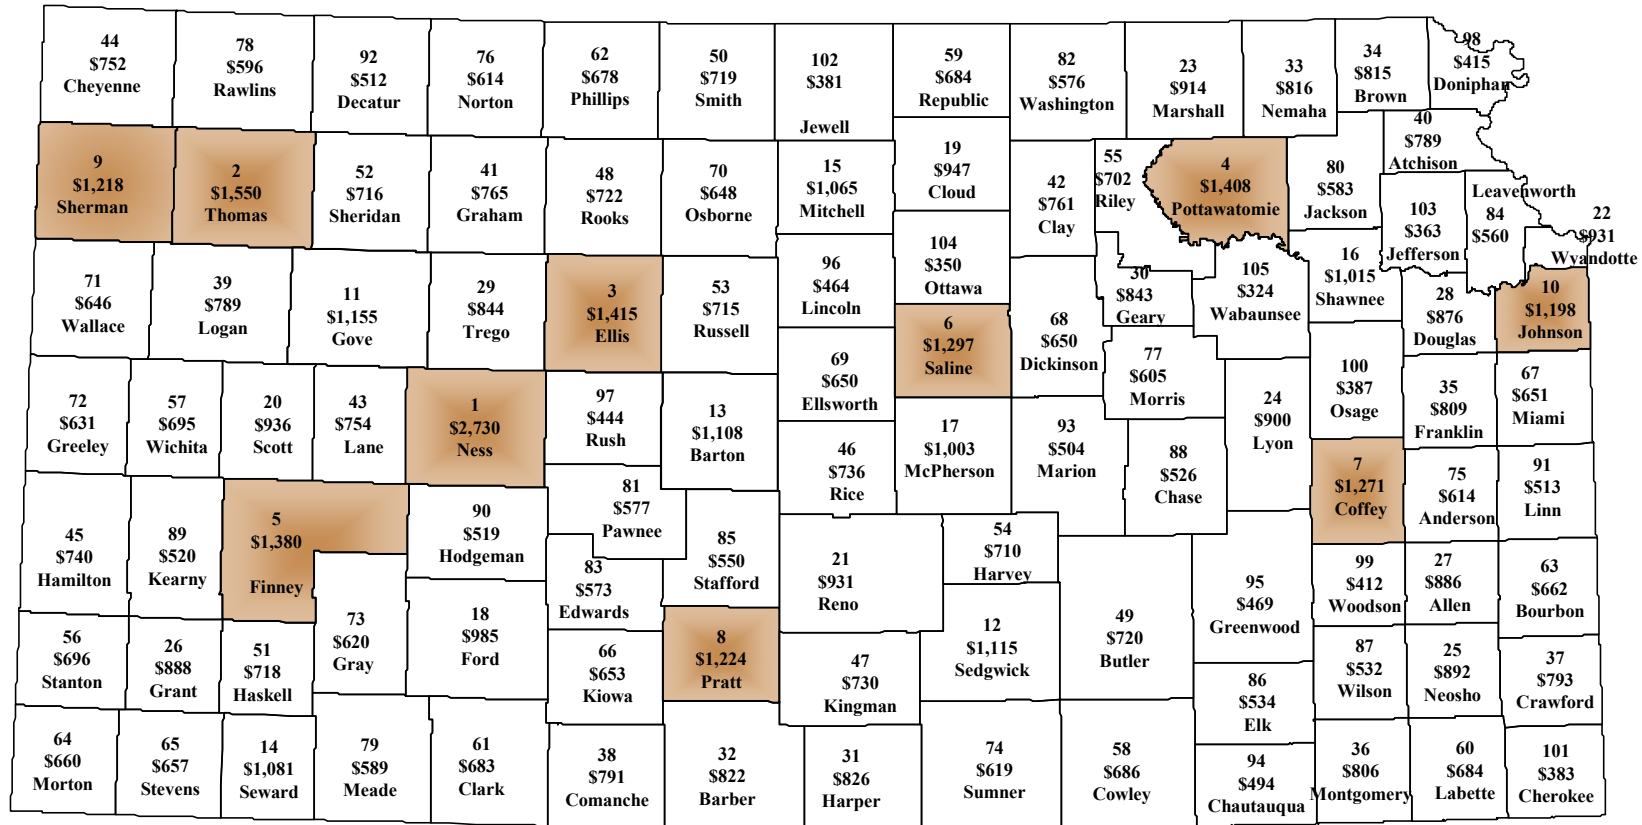 44
$752
Cheyenne
78
$596
Rawlins
92
$512
Decatur
76
$614
Norton
62
$678
Phillips
50
$719
Smith
102
$381
Jewell
59
$684
Republic
82
$576
Washington
23
$914
Marshall
33
$816
Nemaha
34
$815
Brown
98
$415
Doniphan
9
$1,218
Sherman
2
$1,550
Thomas
52
$716
Sheridan
41
$765
Graham
48
$722
Rooks
70
$648
Osborne
15
$1,065
Mitchell
19
$947
Cloud
42
$761
Clay
55
$702
Riley
4
$1,408
Pottawatomie
80
$583
Jackson
40
$789
Atchison
103
$363
Jefferson
Leavenworth
84
$560
22
$931
Wyandotte
71
$646
Wallace
39
$789
Logan
11
$1,155
Gove
29
$844
Trego
3
$1,415
Ellis
53
$715
Russell
96
$464
Lincoln
104
$350
Ottawa
6
$1,297
Saline
68
$650
Dickinson
30
$843
Geary
105
$324
Wabaunsee
16
$1,015
Shawnee
28
$876
Douglas
10
$1,198
Johnson
72
$631
Greeley
57
$695
Wichita
20
$936
Scott
43
$754
Lane
1
$2,730
Ness
97
$444
Rush
13
$1,108
Barton
69
$650
Ellsworth
46
$736
Rice
17
$1,003
McPherson
93
$504
Marion
77
$605
Morris
88
$526
Chase
24
$900
Lyon
100
$387
Osage
35
$809
Franklin
67
$651
Miami
45
$740
Hamilton
89
$520
Kearny
5
$1,380
Finney
90
$519
Hodgeman
81
$577
Pawnee
83
$573
Edwards
85
$550
Stafford
21
$931
Reno
54
$710
Harvey
7
$1,271
Coffey
75
$614
Anderson
91
$513
Linn
56
$696
Stanton
26
$888
Grant
51
$718
Haskell
73
$620
Gray
18
$985
Ford
66
$653
Kiowa
8
$1,224
Pratt
47
$730
Kingman
12
$1,115
Sedgwick
49
$720
Butler
95
$469
Greenwood
99
$412
Woodson
27
$886
Allen
63
$662
Bourbon
86
$534
Elk
87
$532
Wilson
25
$892
Neosho
37
$793
Crawford
64
$660
Morton
65
$657
Stevens
14
$1,081
Seward
79
$589
Meade
61
$683
Clark
38
$791
Comanche
32
$822
Barber
31
$826
Harper
74
$619
Sumner
58
$686
Cowley
94
$494
Chautauqua
36
$806
Montgomery
60
$684
Labette
101
$383
Cherokee